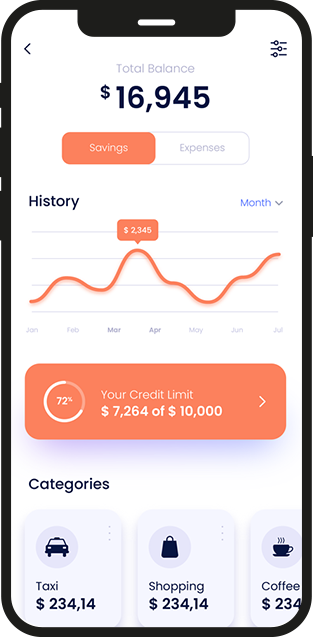 Total Balance
$ 16,945
Savings Expenses
History Month
$ 2,345
Jan Feb Mar Apr May Jun Jul
72%
Your Credit Limit
$ 7,264 of $ 10,000
Categories
Taxi Shopping Coffee
$ 234,14 $ 234,14 $ 234